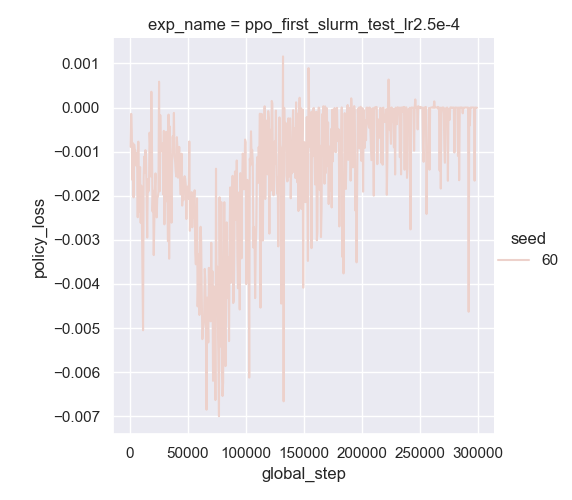 exp_name = ppo_first_slurm_test_lr2.5e-4
0.001
0.000
−0.001
−0.002
−0.003
−0.004
−0.005
−0.006
−0.007
policy_loss
0 50000 100000 150000 200000 250000 300000
global_step
seed
60